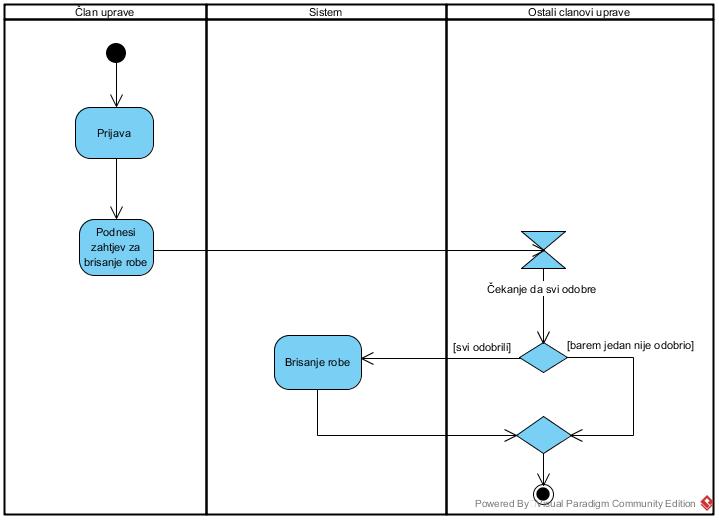 Član uprave
Sistem
Ostali clanovi uprave
Prijava
Podnesi
zahtjev za
brisanje robe
Čekanje da svi odobre
[svi odobrili]
[barem jedan nije odobrio]
Brisanje robe
Powered By Visual Paradigm Community Edition